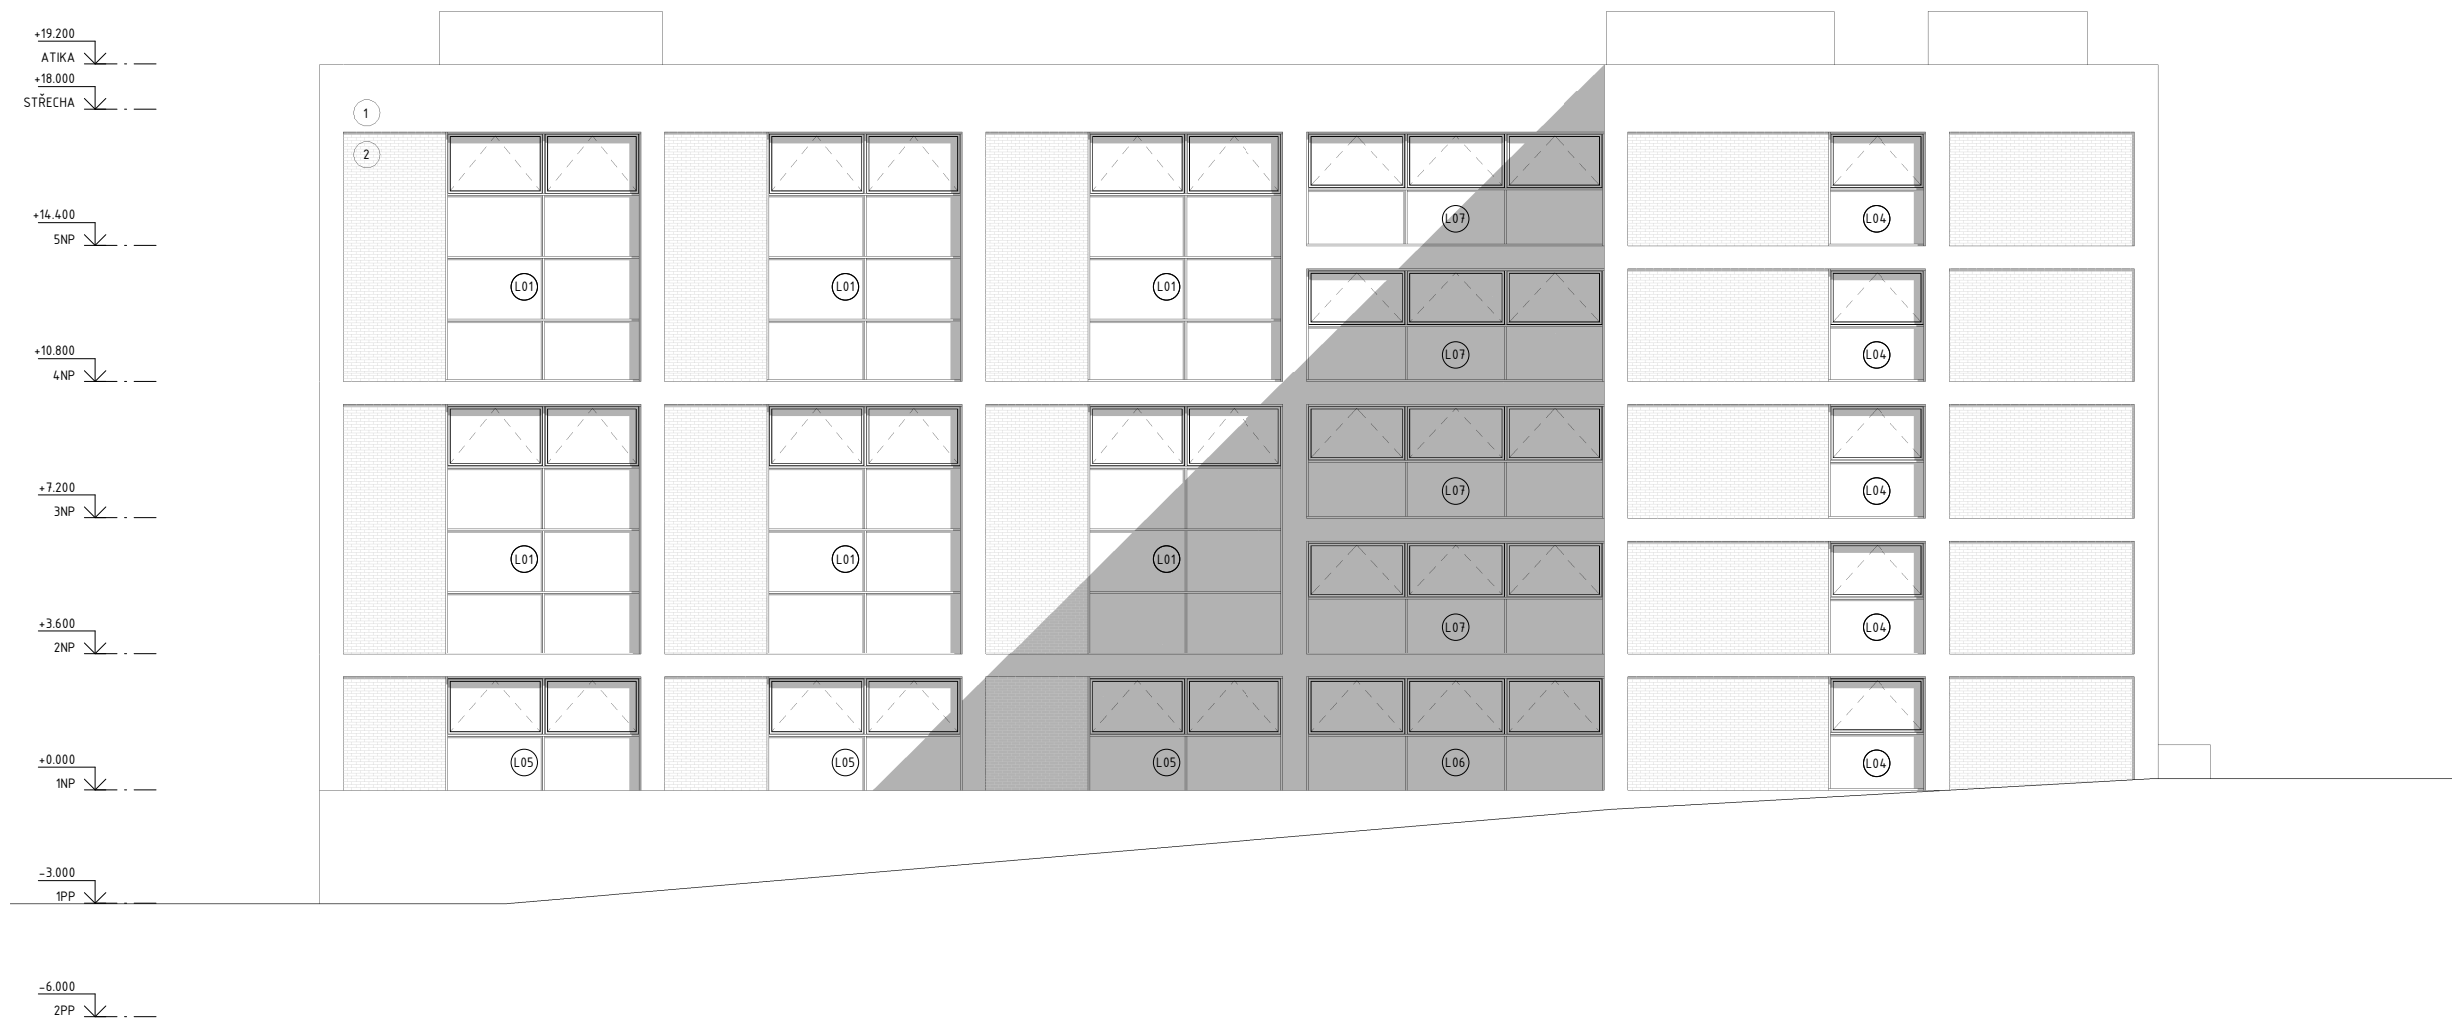 +19.200
ATIKA
+18.000
STŘECHA
1
2
+14.400
5NP
L07
L04
L01
L01
L01
+10.800
4NP
L07
L04
+7.200
3NP
L07
L04
L01
L01
L01
+3.600
2NP
L07
L04
+0.000
1NP
L05
L05
L05
L06
L04
-3.000
1PP
-6.000
2PP